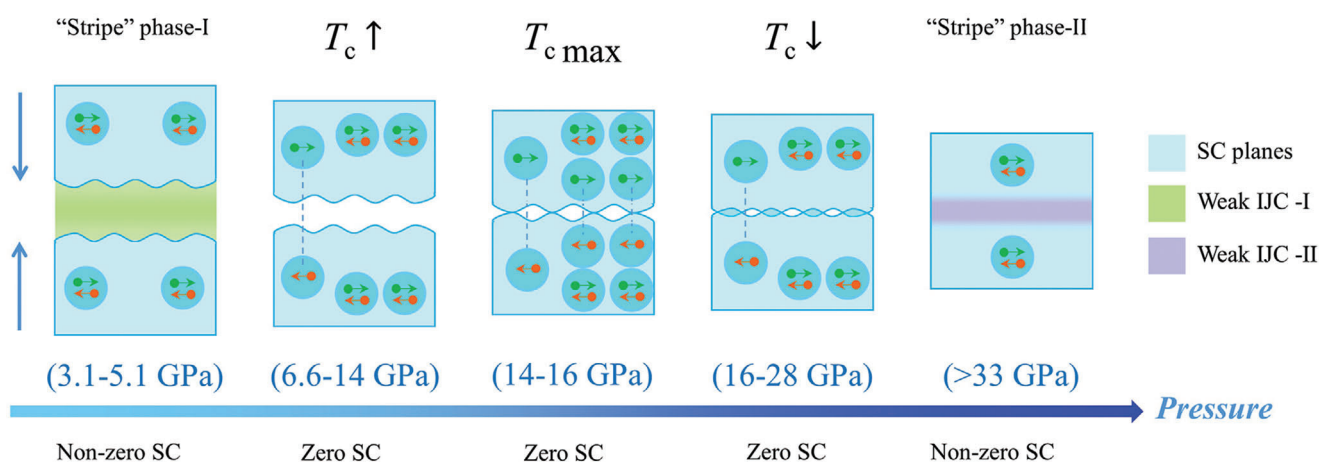 “Stripe” phase-I
Tc ↑
Tc max
Tc ↓
“Stripe” phase-II
SC planes
Weak IJC -I
Weak IJC -II
(3.1-5.1 GPa)
(6.6-14 GPa)
(14-16 GPa)
(16-28 GPa)
(>33 GPa)
Pressure
Non-zero SC
Zero SC
Zero SC
Zero SC
Non-zero SC